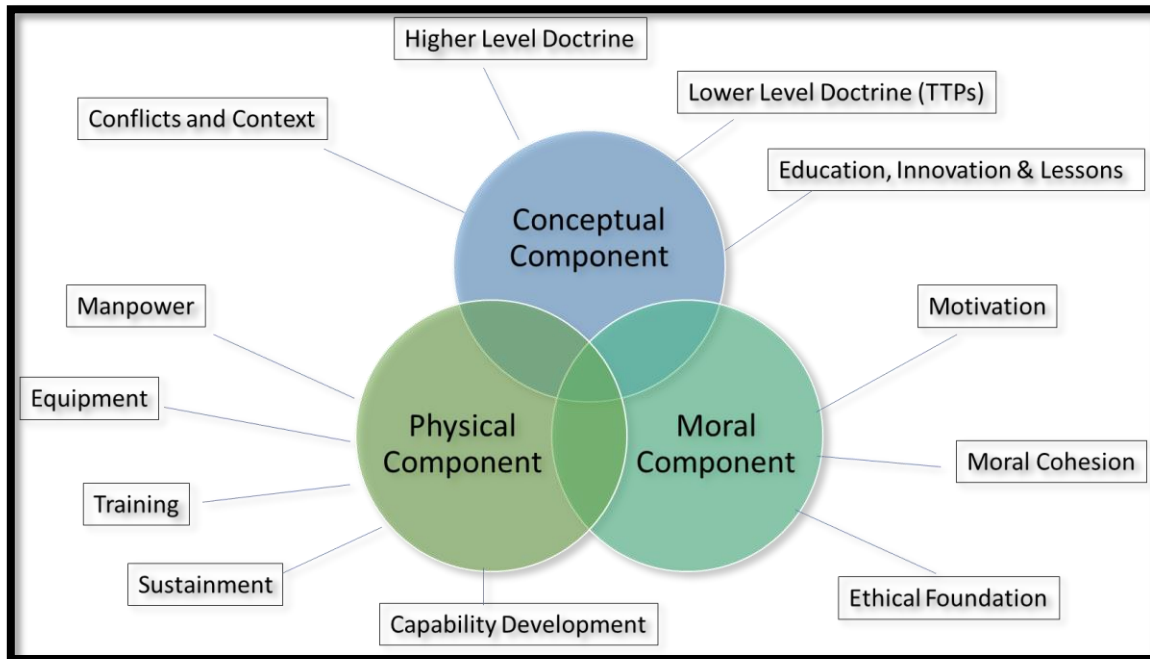 Higher Level Doctrine
Lower Level Doctrine (TTPs)
Conflicts and Context
Education, Innovation & Lessons
Conceptual
Component
Manpower
Motivation
Equipment
Physical
Component
Moral
Component
Moral Cohesion
Training
Sustainment
Ethical Foundation
Capability Development